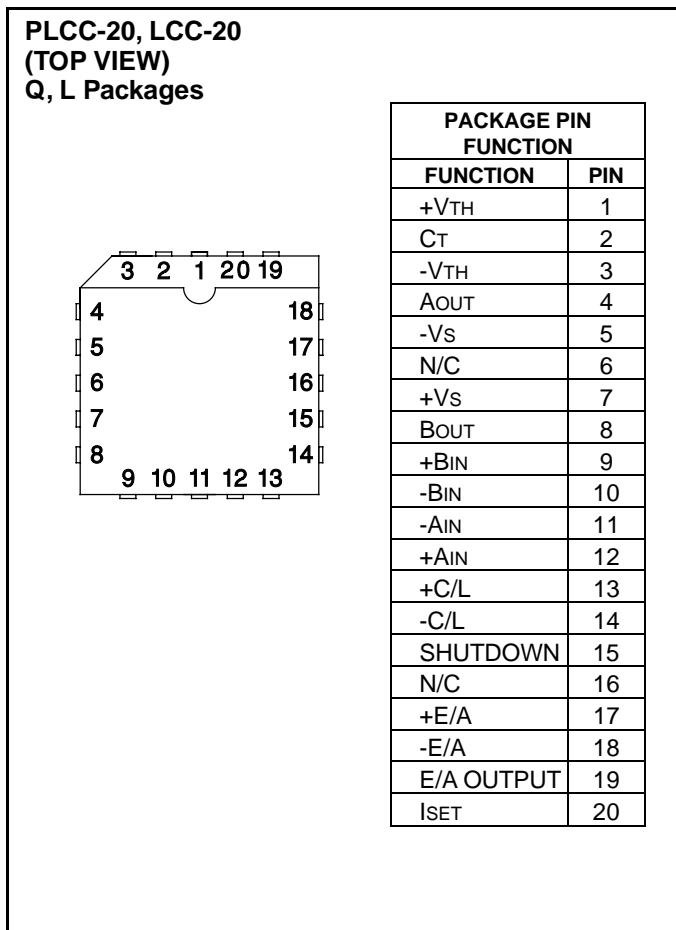 PLCC-20, LCC-20
(TOP VIEW)
Q, L Packages
3 2 1 20 19
4 18
5 17
6 16
7 15
8 14
9 10 11 12 13
PACKAGE PIN
FUNCTION
FUNCTION PIN
+VTH 1
CT 2
-VTH 3
AOUT 4
-VS 5
N/C 6
+VS 7
BOUT 8
+BIN 9
-BIN 10
-AIN 11
+AIN 12
+C/L 13
-C/L 14
SHUTDOWN 15
N/C 16
+E/A 17
-E/A 18
E/A OUTPUT 19
ISET 20